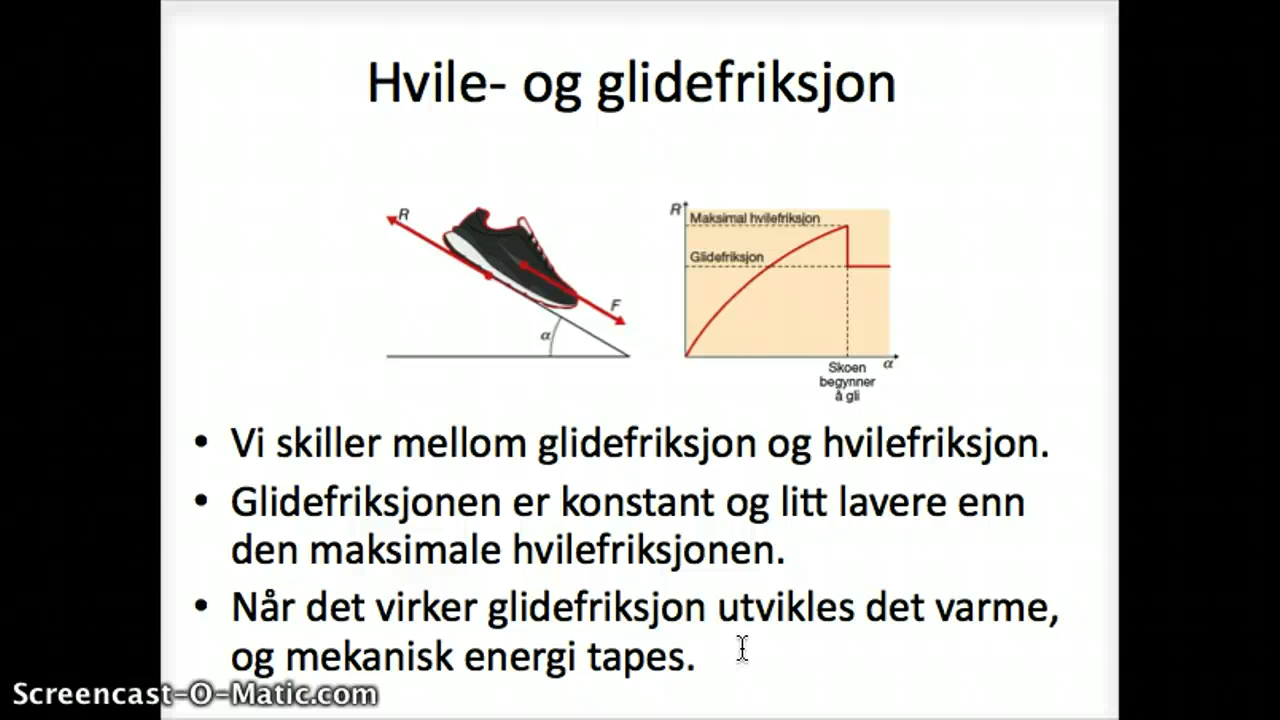 Hvile- og glidefriksjon
R
F
α
R
Maksimal hvilefriksjon
Glidefriksjon
Skoen
begynner
å gli
α
• Vi skiller mellom glidefriksjon og hvilefriksjon.
• Glidefriksjonen er konstant og litt lavere enn
den maksimale hvilefriksjonen.
• Når det virker glidefriksjon utvikles det varme,
og mekanisk energi tapes.
Screencast-O-Matic.com